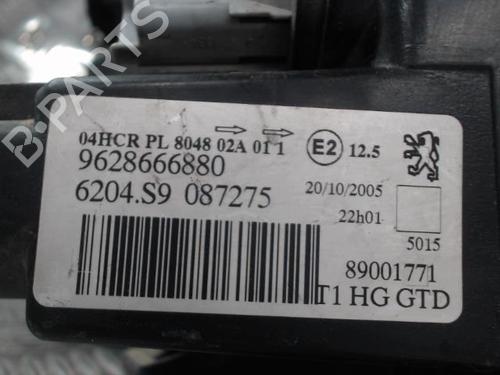 B-PARTS
04HCR PL 8048 02A 01 1 E2 12.5
9628666880
6204.S9 087275
20/10/2005
22h01
5015
89001771
T1 HG GTD